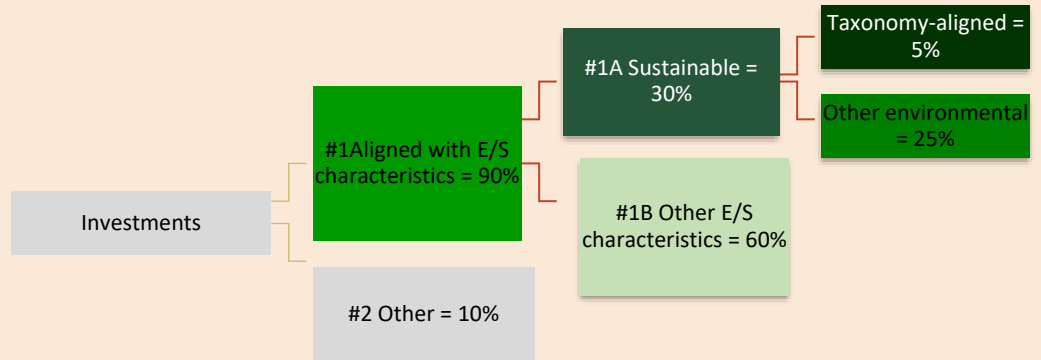 Investments
#1Aligned with E/S
characteristics = 90%
#2 Other = 10%
#1A Sustainable =
30%
#1B Other E/S
characteristics = 60%
Taxonomy-aligned =
5%
Other environmental
= 25%